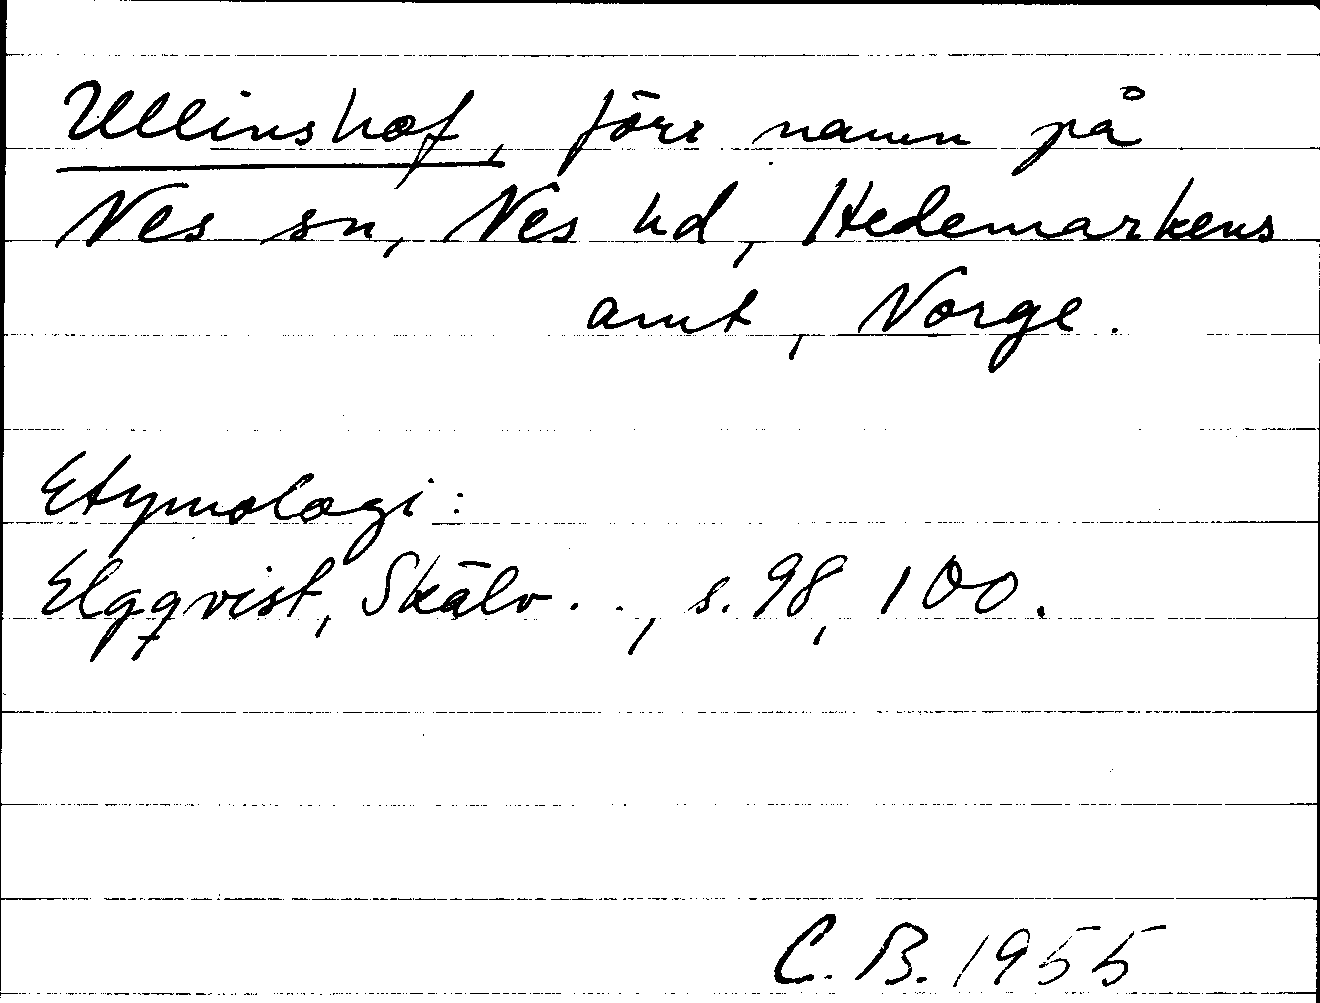 Ullinshof, förr namn på
Nes sn, Nes hd, Hedemarkens
amt, Norge.
Etymologi:
Elgqvist, Skälv . . , s. 98, 100.
C. B. 1955